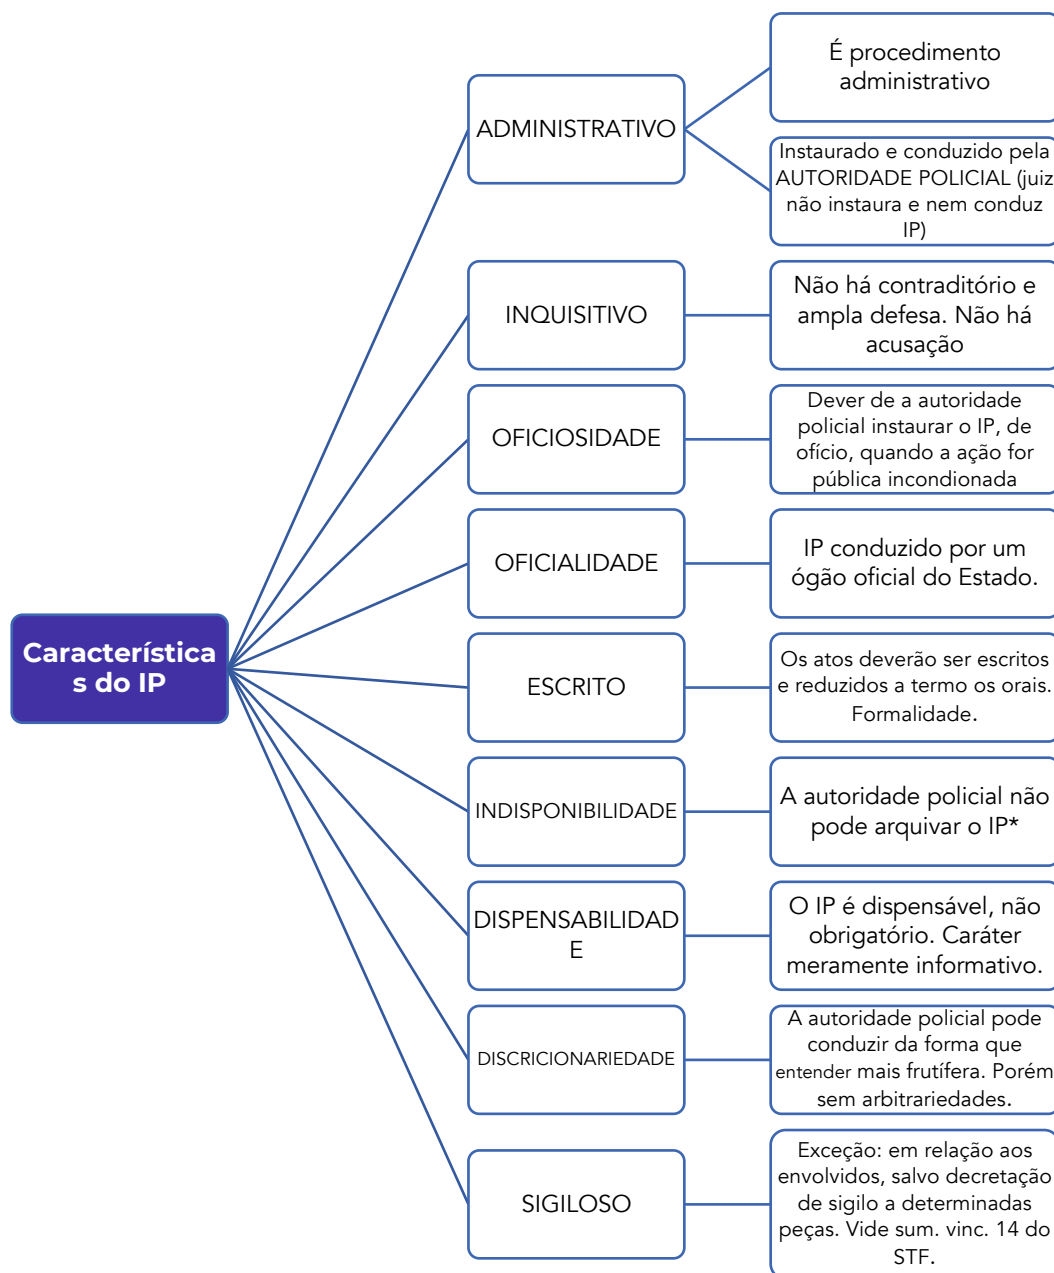 Característica
s do IP
ADMINISTRATIVO
É procedimento
administrativo
Instaurado e conduzido pela
AUTORIDADE POLICIAL (juiz
não instaura e nem conduz
IP)
INQUISITIVO
Não há contraditório e
ampla defesa. Não há
acusação
OFICIOSIDADE
Dever de a autoridade
policial instaurar o IP, de
ofício, quando a ação for
pública incondionada
OFICIALIDADE
IP conduzido por um
ógão oficial do Estado.
ESCRITO
Os atos deverão ser escritos
e reduzidos a termo os orais.
Formalidade.
INDISPONIBILIDADE
A autoridade policial não
pode arquivar o IP*
DISPENSABILIDAD
E
O IP é dispensável, não
obrigatório. Caráter
meramente informativo.
DISCRICIONARIEDADE
A autoridade policial pode
conduzir da forma que
entender mais frutífera. Porém
sem arbitrariedades.
SIGILOSO
Exceção: em relação aos
envolvidos, salvo decretação
de sigilo a determinadas
peças. Vide sum. vinc. 14 do
STF.